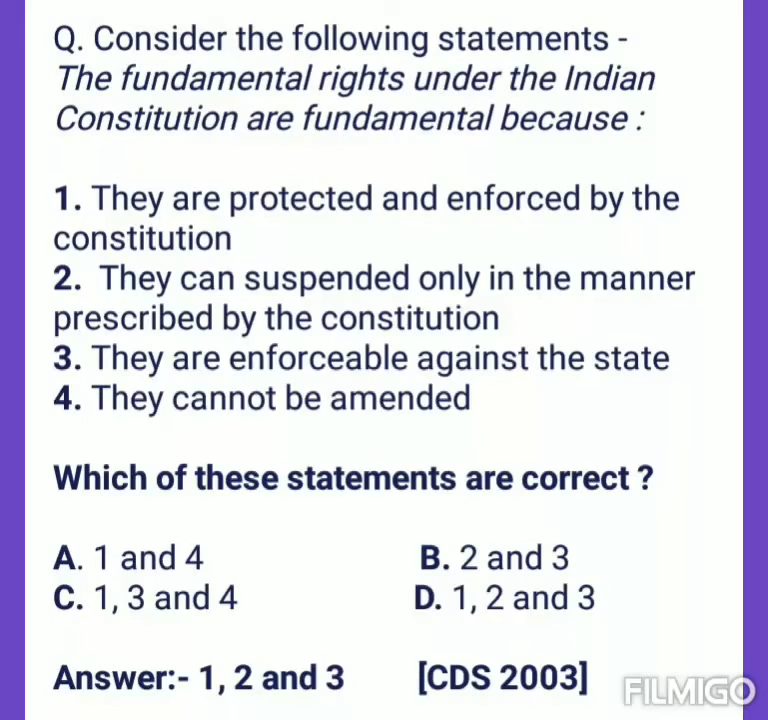 Q. Consider the following statements -
The fundamental rights under the Indian
Constitution are fundamental because :
1. They are protected and enforced by the
constitution
2. They can suspended only in the manner
prescribed by the constitution
3. They are enforceable against the state
4. They cannot be amended
Which of these statements are correct ?
A. 1 and 4 B. 2 and 3
C. 1, 3 and 4 D. 1, 2 and 3
Answer:- 1, 2 and 3 [CDS 2003]
FILMIGO